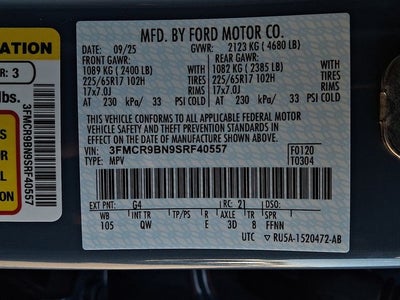 MFD. BY FORD MOTOR CO.
DATE: 09/25 GVWR: 2123 KG ( 4680 LB)
FRONT GAWR: REAR GAWR:
1089 KG ( 2400 LB) WITH 1082 KG ( 2385 LB) WITH
225/65R17 102H TIRES 225/65R17 102H TIRES
17x7.0J RIMS 17x7.0J RIMS
AT 230 kPa/ 33 PSI COLD AT 230 kPa/ 33 PSI COLD
THIS VEHICLE CONFORMS TO ALL APPLICABLE FEDERAL MOTOR
VEHICLE SAFETY AND THEFT PREVENTION STANDARDS IN
EFFECT ON THE DATE OF MANUFACTURE SHOWN ABOVE.
VIN: 3FMCR9BN9SRF40557 F0120
TYPE: MPV T0304
EXT PNT: G4 RC: 21 DSO:
WB INT TR TP/PS R AXLE TR SPR
105 QW E 3D 8 FFNN
UTC RU5A-1520472-AB
ATION
R: 3
lbs.
3FMCR9BN9SRF40557